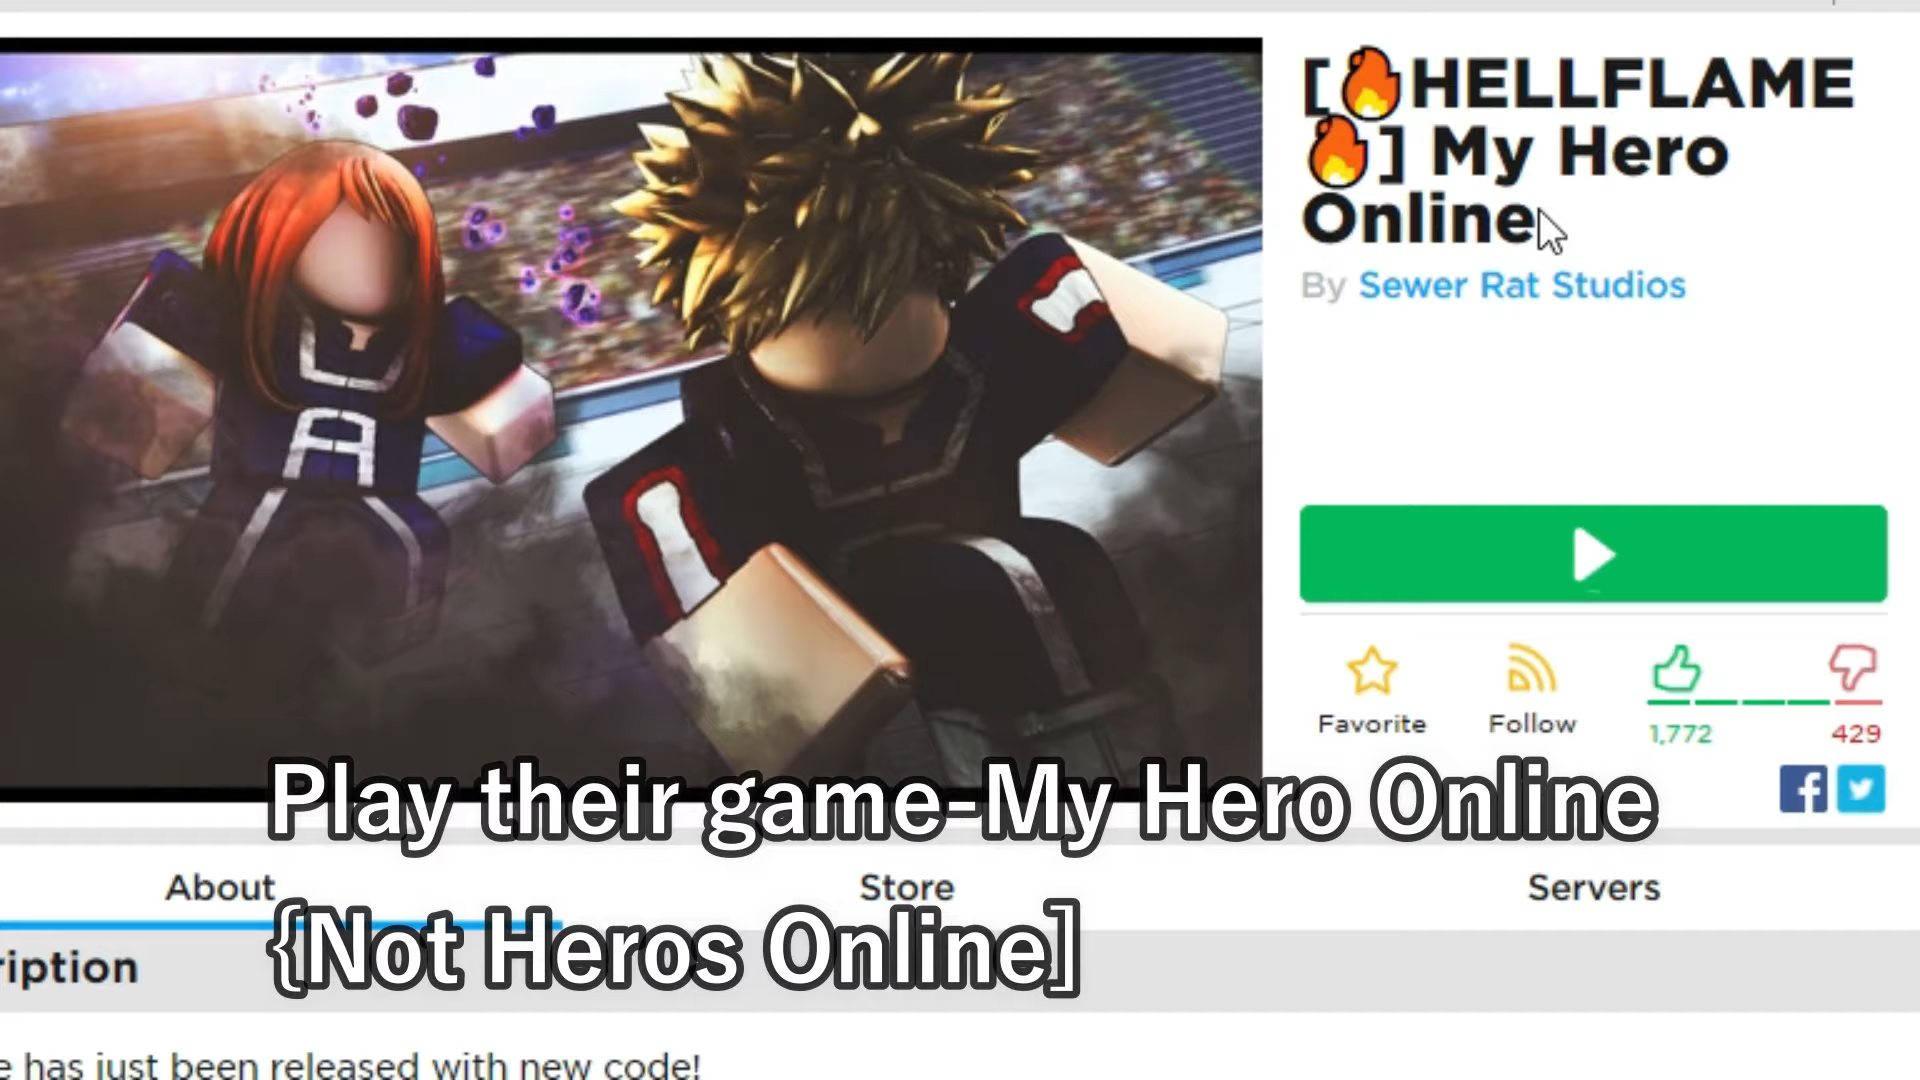 [🔥HELLFLAME
🔥] My Hero
Online
By Sewer Rat Studios
Favorite
Follow
1,772
429
Play their game-My Hero Online
About
Store
Servers
{Not Heros Online]
ription
e has just been released with new code!